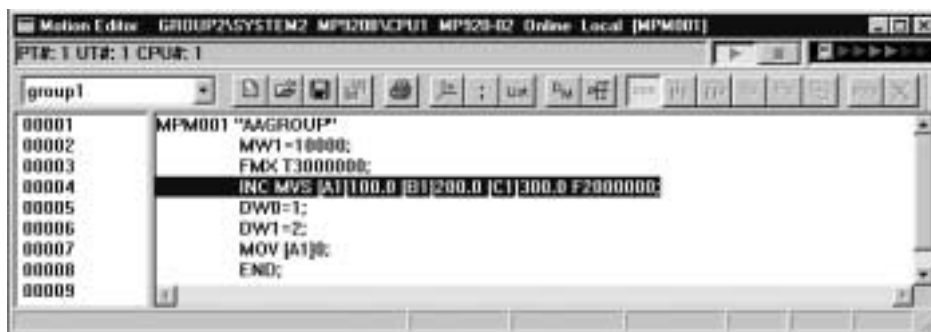 Motion Editor GROUP2\SYSTEM2 MP920B\CPU1 MP920-02 Online Local [MPM001]
PT#: 1 UT#: 1 CPU#: 1
group1
00001 MPM001 "AAGROUP"
00002 MW1=10000;
00003 FMX T3000000;
00004 INC MVS [A1]100.0 [B1]200.0 [C1]300.0 F2000000;
00005 DW0=1;
00006 DW1=2;
00007 MOV [A1]0;
00008 END;
00009